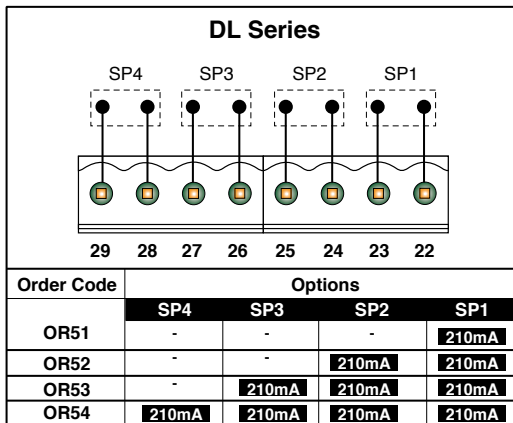 DL Series
SP4 SP3 SP2 SP1
29 28 27 26 25 24 23 22
Order Code Options
SP4 SP3 SP2 SP1
OR51 - - - 210mA
OR52 - - 210mA 210mA
OR53 - 210mA 210mA 210mA
OR54 210mA 210mA 210mA 210mA